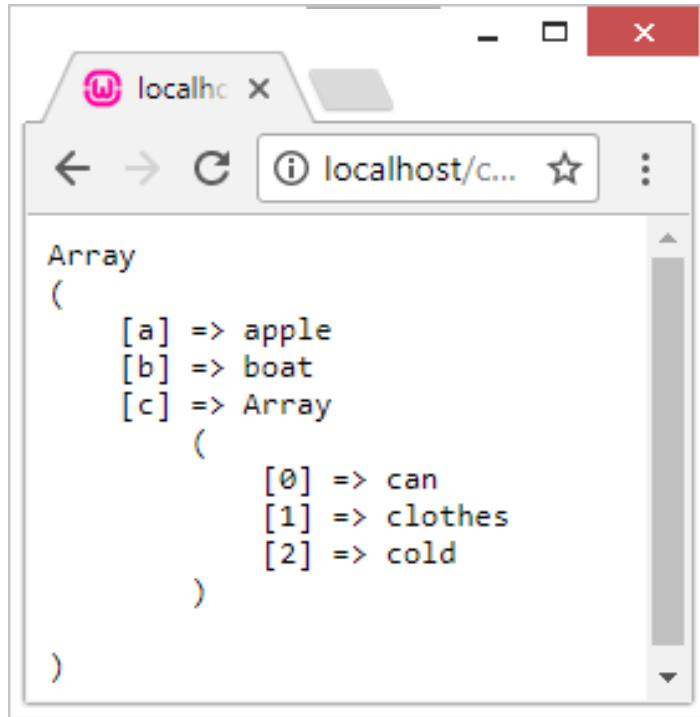 localhc
localhost/c...
Array
(
    [a] => apple
    [b] => boat
    [c] => Array
        (
            [0] => can
            [1] => clothes
            [2] => cold
        )

)